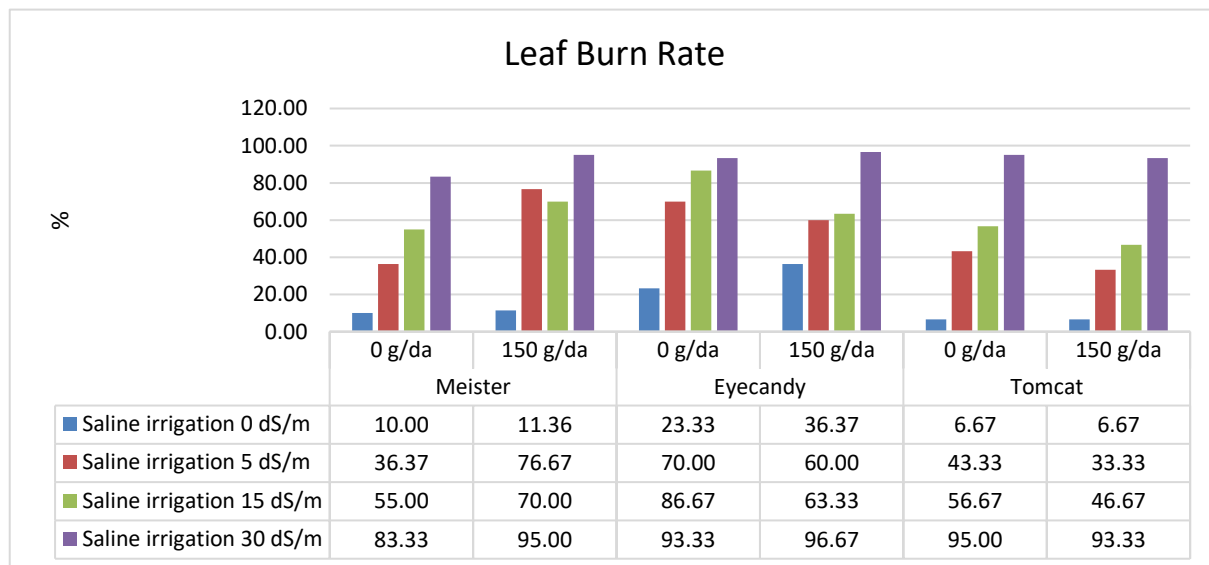 Leaf Burn Rate
120.00
100.00
80.00
60.00
40.00
20.00
0.00
%
0 g/da 150 g/da 0 g/da 150 g/da 0 g/da 150 g/da
Meister Eyecandy Tomcat
Saline irrigation 0 dS/m 10.00 11.36 23.33 36.37 6.67 6.67
Saline irrigation 5 dS/m 36.37 76.67 70.00 60.00 43.33 33.33
Saline irrigation 15 dS/m 55.00 70.00 86.67 63.33 56.67 46.67
Saline irrigation 30 dS/m 83.33 95.00 93.33 96.67 95.00 93.33